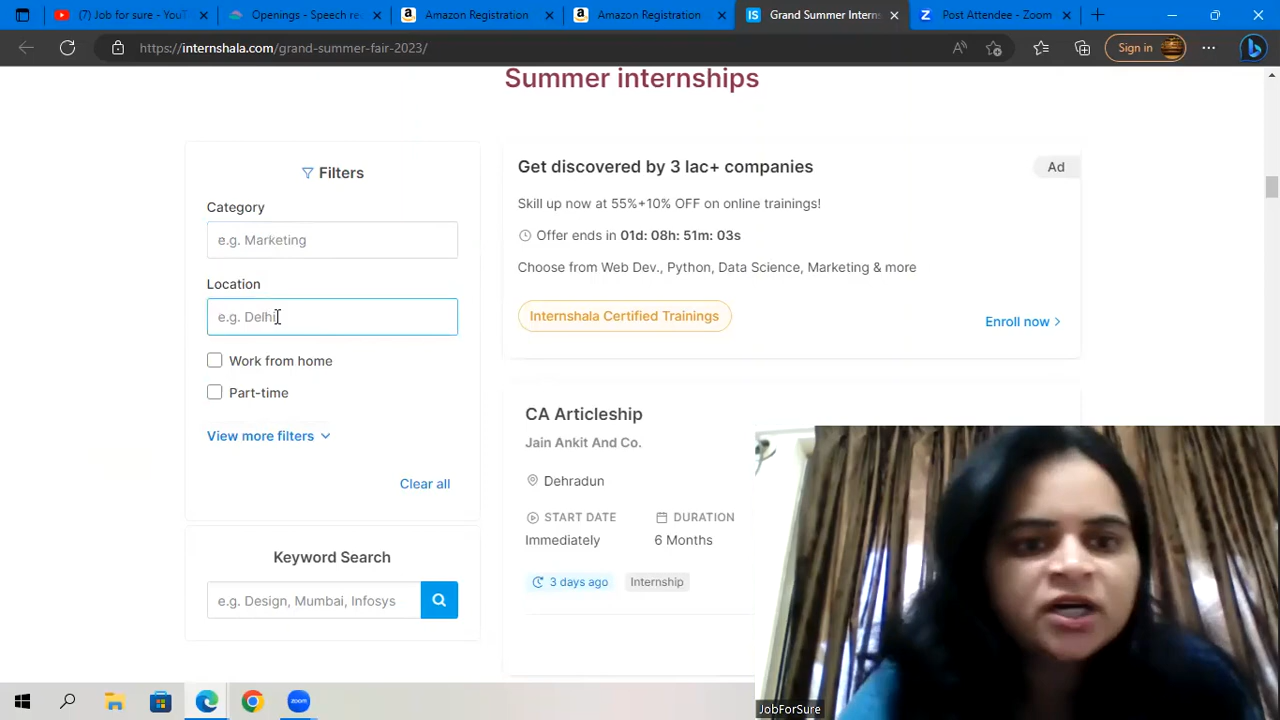 (7) Job for sure - YouT
Openings - Speech re
Amazon Registration
Amazon Registration
Grand Summer Interns
Post Attendee - Zoom
https://internshala.com/grand-summer-fair-2023/
Sign in
Summer internships
Filters
Category
e.g. Marketing
Location
e.g. Delhi
Work from home
Part-time
View more filters
Clear all
Keyword Search
e.g. Design, Mumbai, Infosys
Get discovered by 3 lac+ companies
Ad
Skill up now at 55%+10% OFF on online trainings!
Offer ends in 01d: 08h: 51m: 03s
Choose from Web Dev., Python, Data Science, Marketing & more
Internshala Certified Trainings
Enroll now
CA Articleship
Jain Ankit And Co.
Dehradun
START DATE DURATION
Immediately 6 Months
3 days ago Internship
zoom
JobForSure